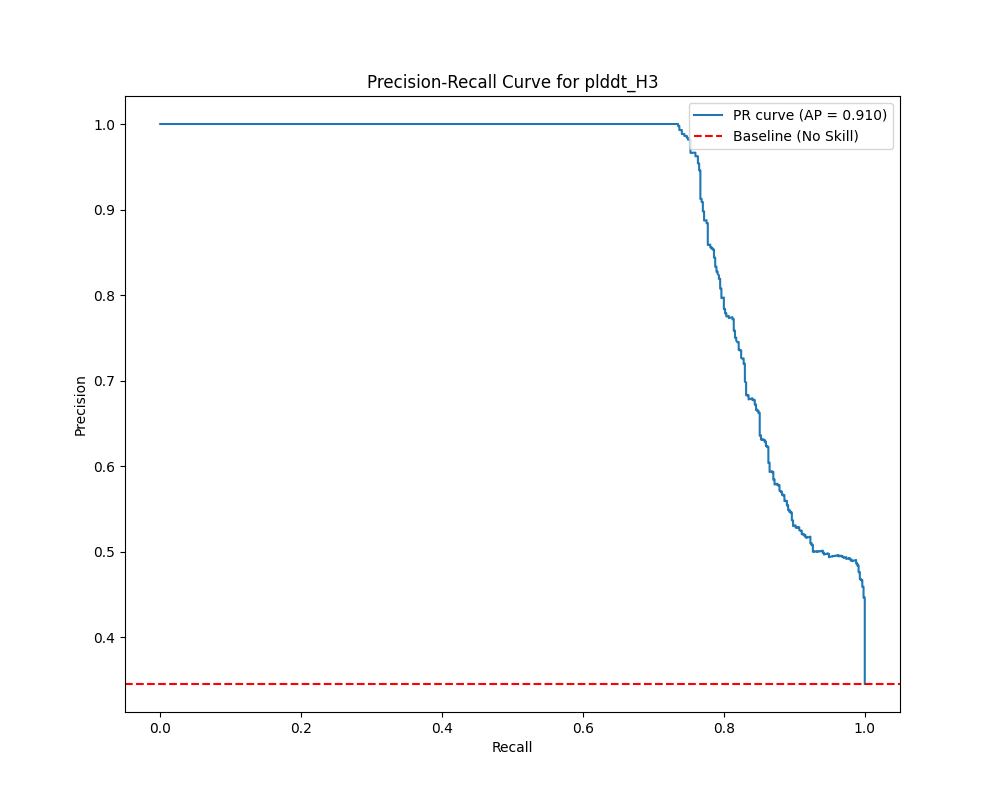 Precision-Recall Curve for plddt_H3
PR curve (AP = 0.910)
Baseline (No Skill)
1.0
0.9
0.8
0.7
0.6
0.5
0.4
Precision
0.0 0.2 0.4 0.6 0.8 1.0
Recall